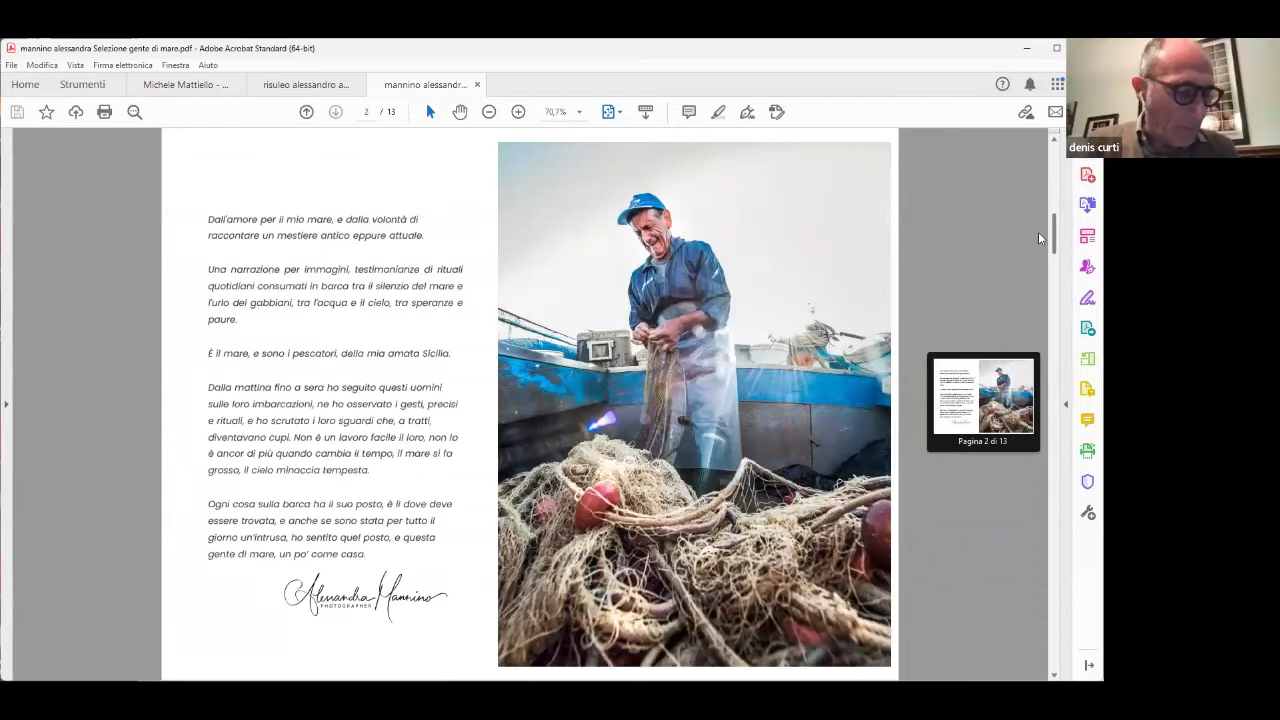 mannino alessandra Selezione gente di mare.pdf - Adobe Acrobat Standard (64-bit)
File Modifica Vista Firma elettronica Finestra Aiuto
Home Strumenti Michele Mattiello - ... risuleo alessandro a... mannino alessandr...
2 / 13 70,7%
denis curti
Dall'amore per il mio mare, e dalla volontà di
raccontare un mestiere antico eppure attuale.
Una narrazione per immagini, testimonianze di rituali
quotidiani consumati in barca tra il silenzio del mare e
l'urlo dei gabbiani, tra l'acqua e il cielo, tra speranze e
paure.
È il mare, e sono i pescatori, della mia amata Sicilia.
Dalla mattina fino a sera ho seguito questi uomini
sulle loro imbarcazioni, ne ho osservato i gesti, precisi
e rituali, e ho scrutato i loro sguardi che, a tratti,
diventavano cupi. Non è un lavoro facile il loro, non lo
è ancor di più quando cambia il tempo, il mare si fa
grosso, il cielo minaccia tempesta.
Ogni cosa sulla barca ha il suo posto, è lì dove deve
essere trovata, e anche se sono stata per tutto il
giorno un'intrusa, ho sentito quel posto, e questa
gente di mare, un po' come casa.
Alessandra Mannino
PHOTOGRAPHER
Pagina 2 di 13